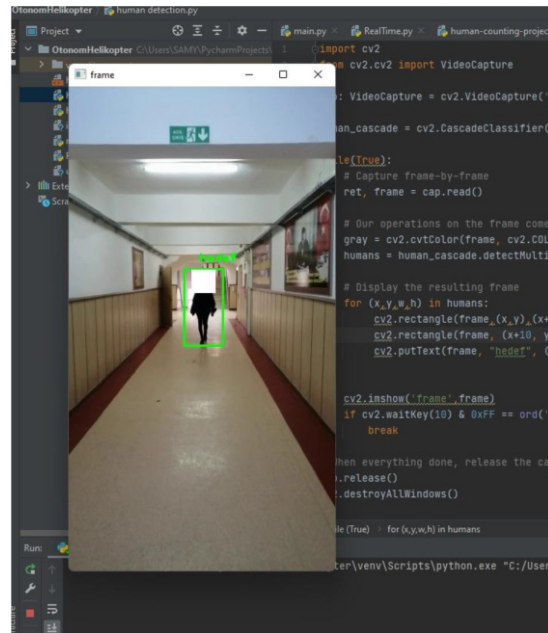 OtonomHelikopter
human detection.py
Project
main.py
RealTime.py
human-counting-projec
OtonomHelikopter C:\Users\SAMY\PycharmProjects\
1
import cv2
from cv2.cv2 import VideoCapture
frame
: VideoCapture = cv2.VideoCapture('
an_cascade = cv2.CascadeClassifier(
le(True):
# Capture frame-by-frame
ret, frame = cap.read()
# Our operations on the frame come
gray = cv2.cvtColor(frame, cv2.COL
humans = human_cascade.detectMulti
# Display the resulting frame
for (x,y,w,h) in humans:
cv2.rectangle(frame,(x,y),(x+
cv2.rectangle(frame, (x+10, y
cv2.putText(frame, "hedef", (
cv2.imshow('frame',frame)
if cv2.waitKey(10) & 0xFF == ord('
break
hen everything done, release the ca
.release()
.destroyAllWindows()
Exte
Scra
le (True)
for (x,y,w,h) in humans
Run:
ter\venv\Scripts\python.exe "C:/User